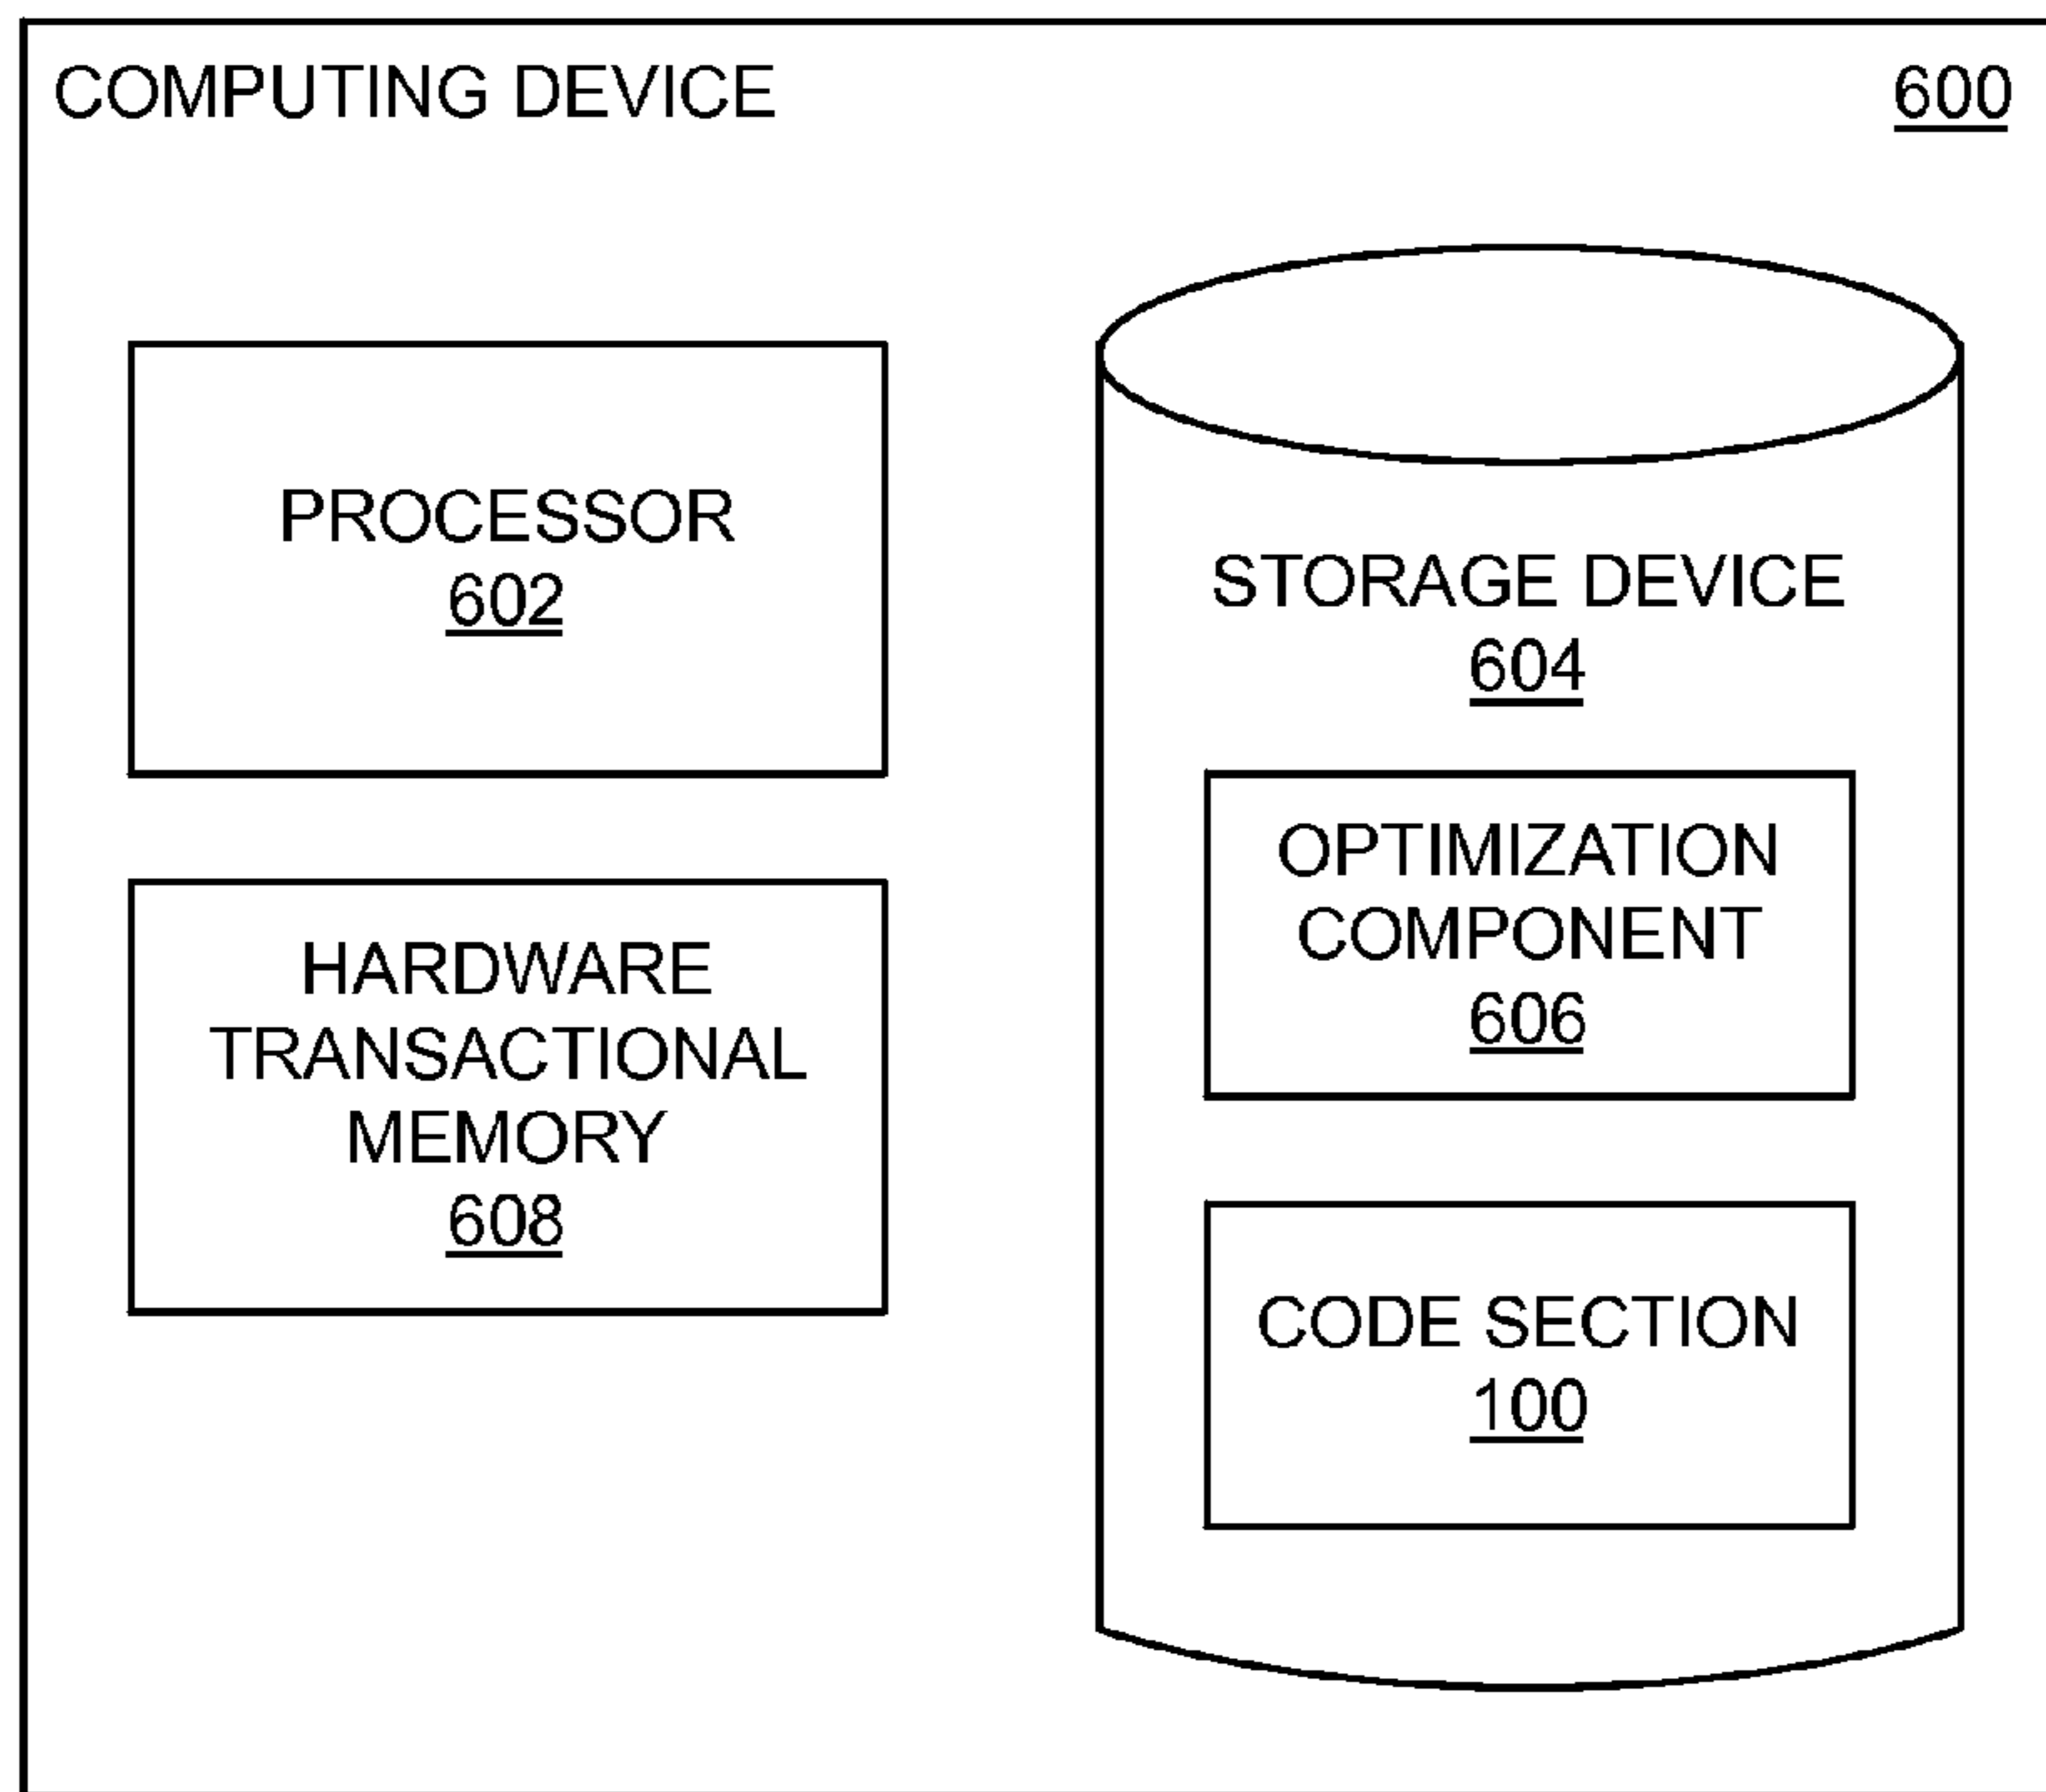 COMPUTING DEVICE
600
PROCESSOR
602
HARDWARE
TRANSACTIONAL
MEMORY
608
STORAGE DEVICE
604
OPTIMIZATION
COMPONENT
606
CODE SECTION
100